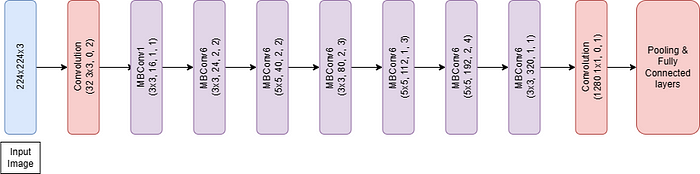 224x224x3
Convolution
(32 3x3, 0, 2)
MBConv1
(3x3, 16, 1, 1)
MBConv6
(3x3, 24, 2, 2)
MBConv6
(5x5, 40, 2, 2)
MBConv6
(3x3, 80, 2, 3)
MBConv6
(5x5, 112, 1, 3)
MBConv6
(5x5, 192, 2, 4)
MBConv6
(3x3, 320, 1, 1)
Convolution
(1280 1x1, 0, 1)
Pooling &
Fully
Connected
layers
Input
Image